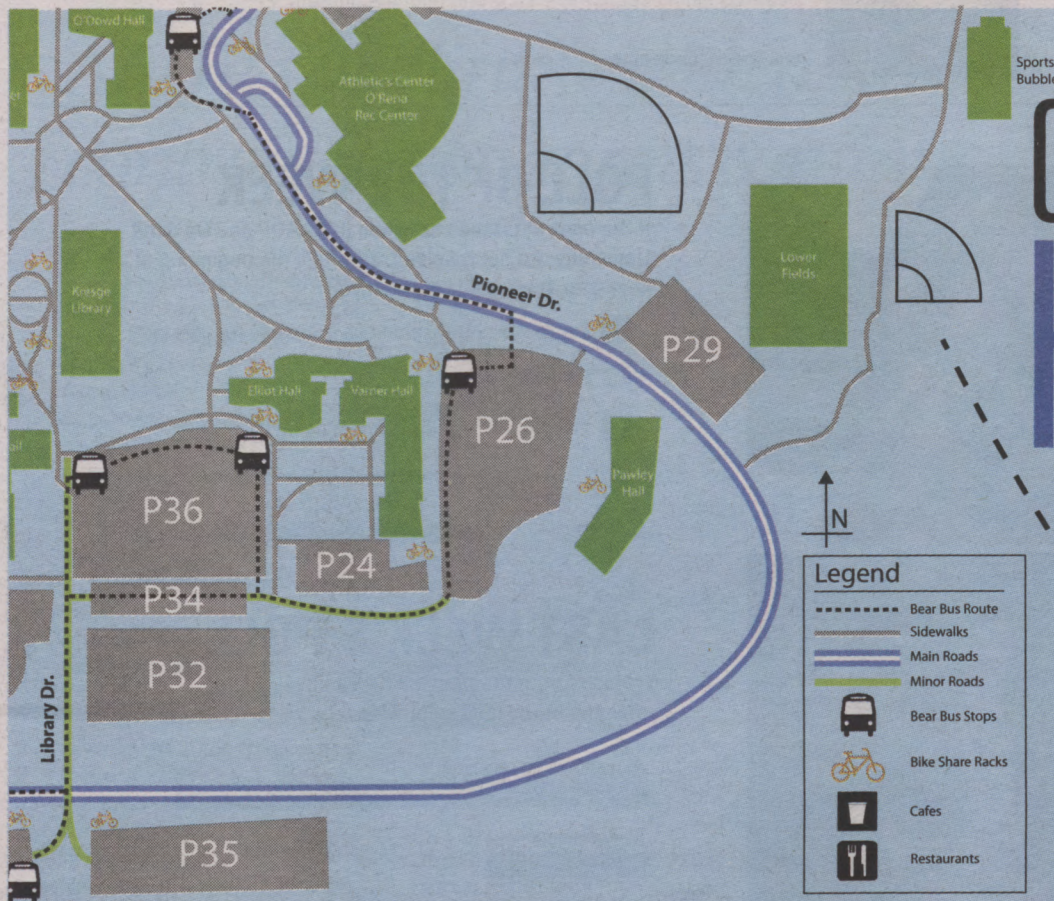 O'Dowd Hall
Athletic's Center
O'Rena
Rec Center
Sports
Bubble
Kresge
Library
Lower
Fields
Pioneer Dr.
P29
Elliot Hall
Varner Hall
P26
Pawley
Hall
P36
N
P24
P34
P32
Library Dr.
P35
Legend
Bear Bus Route
Sidewalks
Main Roads
Minor Roads
Bear Bus Stops
Bike Share Racks
Cafes
Restaurants